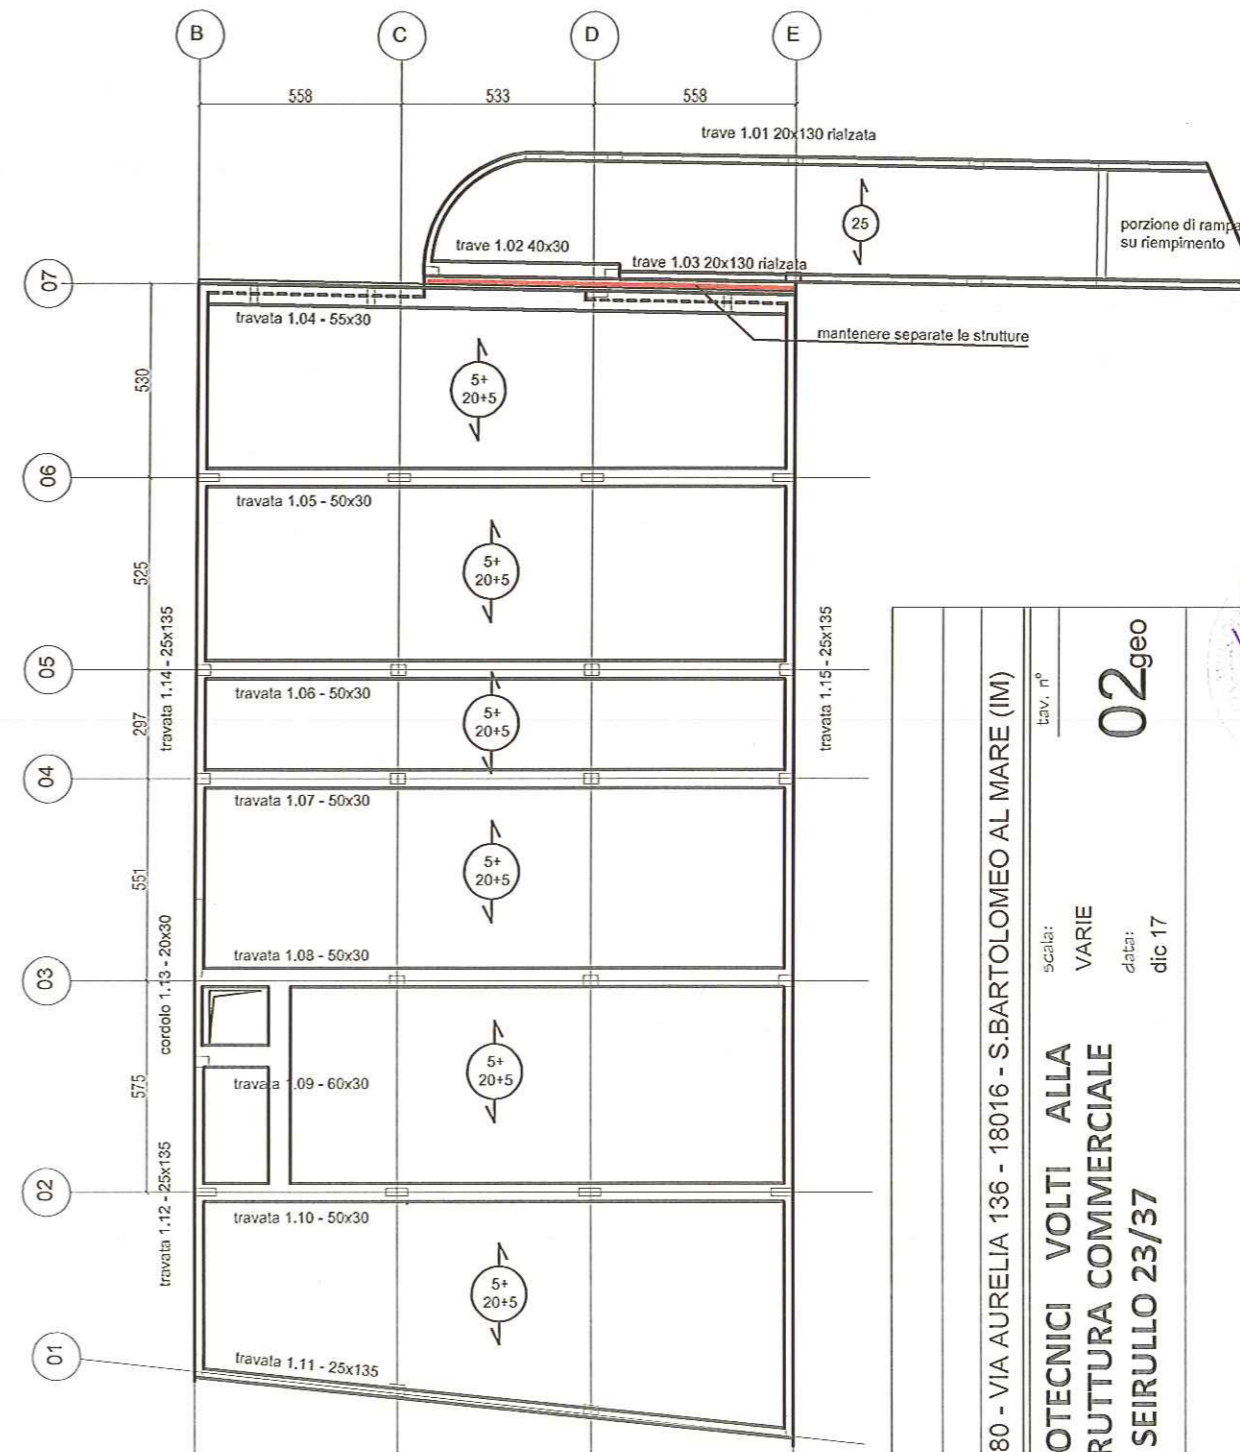 B
C
D
E
558
533
558
trave 1.01 20x130 rialzata
25
porzione di rampa
su riempimento
trave 1.02 40x30
trave 1.03 20x130 rialzata
07
travata 1.04 - 55x30
mantenere separate le strutture
530
5+
20+5
06
travata 1.05 - 50x30
525
5+
20+5
travata 1.14 - 25x135
travata 1.15 - 25x135
05
travata 1.06 - 50x30
297
5+
20+5
04
travata 1.07 - 50x30
551
5+
20+5
cordolo 1.13 - 20x30
travata 1.08 - 50x30
03
575
5+
20+5
travata 1.09 - 60x30
travata 1.12 - 25x135
02
travata 1.10 - 50x30
5+
20+5
01
travata 1.11 - 25x135
80 - VIA AURELIA 136 - 18016 - S.BARTOLOMEO AL MARE (IM)
tav. n°
02geo
scala:
VARIE
data:
dic 17
OTECNICI VOLTI ALLA
RUTTURA COMMERCIALE
SEIRULLO 23/37